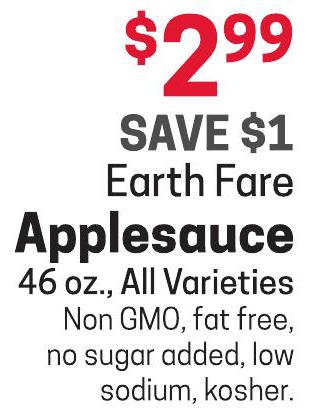 $2.99
SAVE $1
Earth Fare
Applesauce
46 oz., All Varieties
Non GMO, fat free,
no sugar added, low
sodium, kosher.